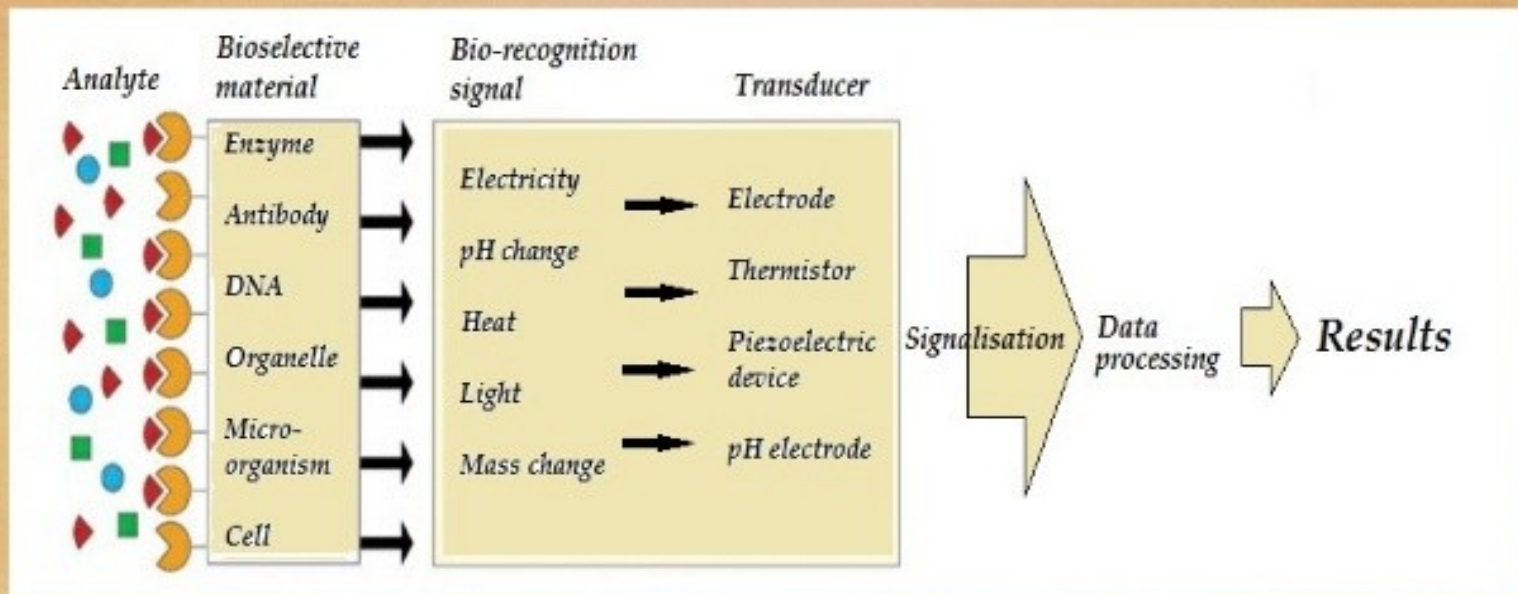 Analyte
Bioselective
material
Bio-recognition
signal
Transducer
Enzyme
Antibody
DNA
Organelle
Micro-
organism
Cell
Electricity
pH change
Heat
Light
Mass change
Electrode
Thermistor
Piezoelectric
device
pH electrode
Signalisation
Data
processing
Results